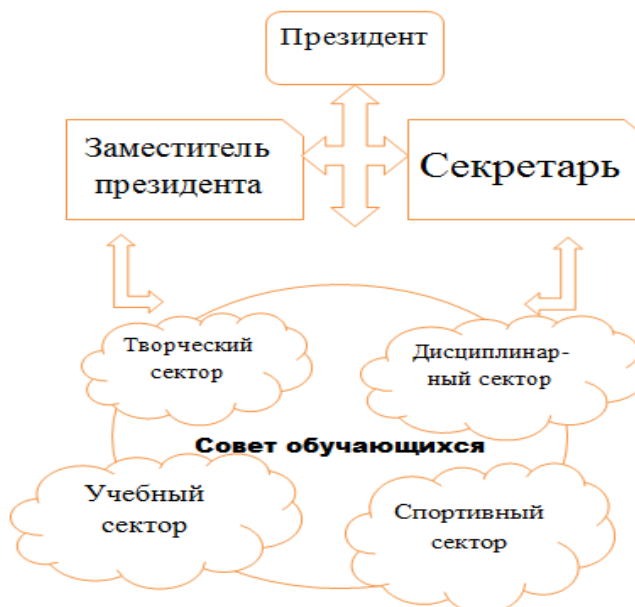 Президент
Заместитель
президента
Секретарь
Творческий
сектор
Дисциплинар-
ный сектор
Совет обучающихся
Учебный
сектор
Спортивный
сектор